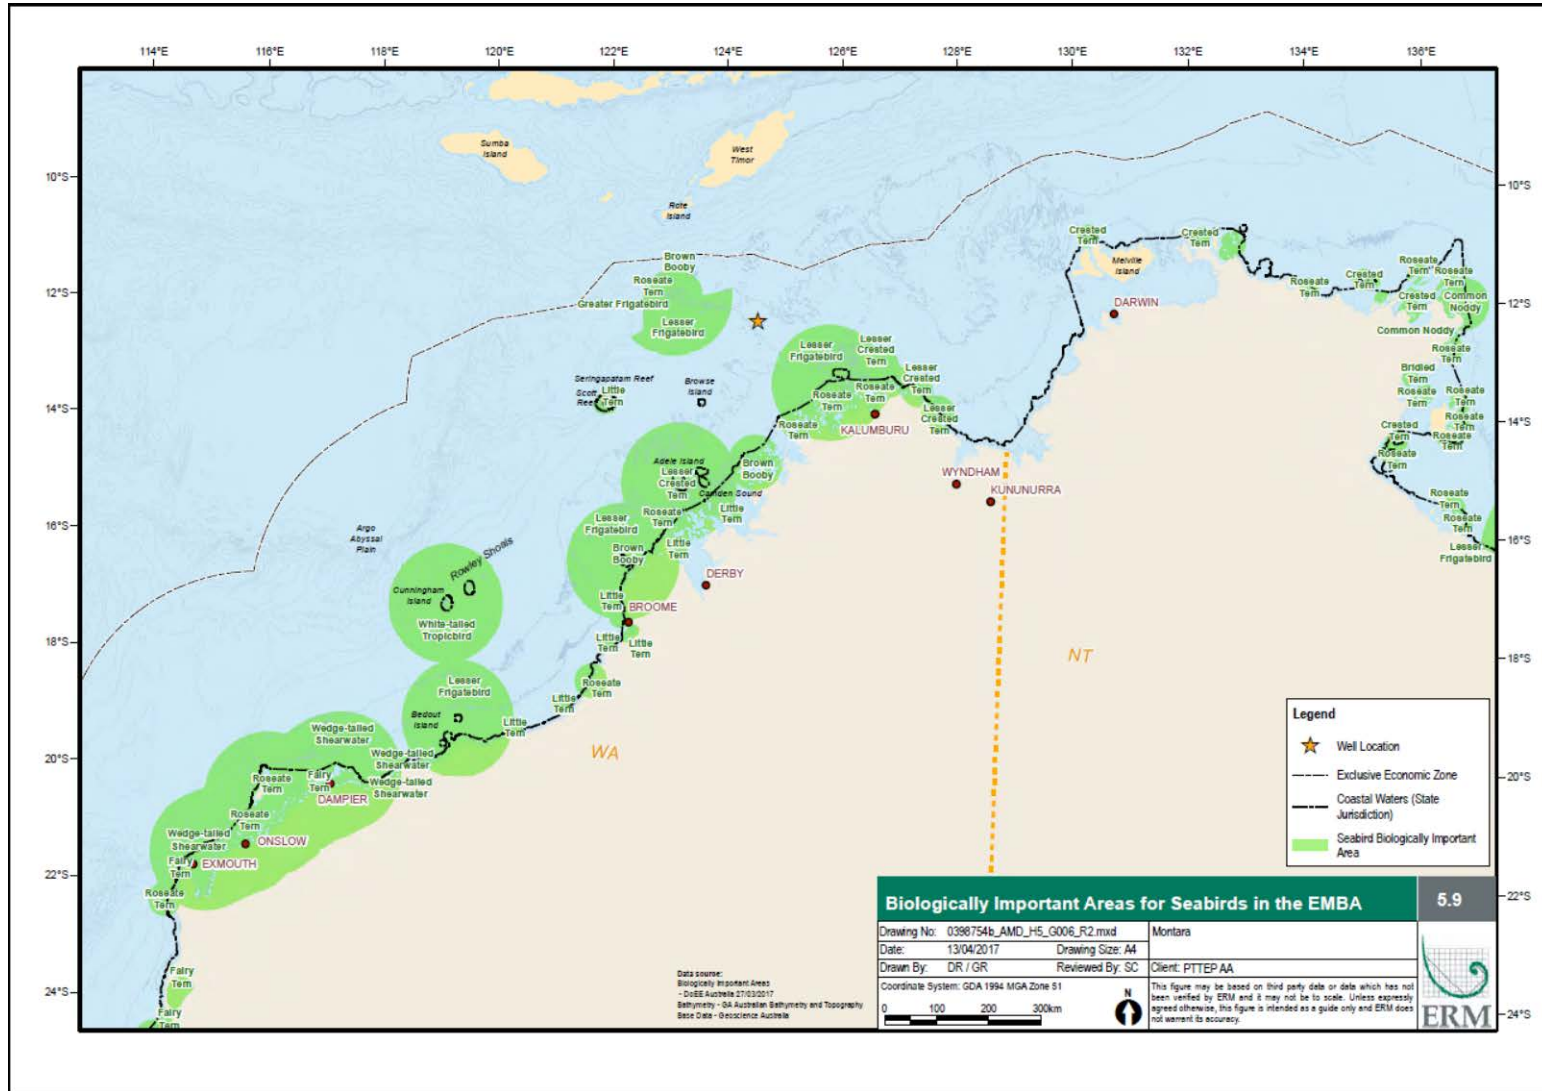 114°E 116°E 118°E 120°E 122°E 124°E 126°E 128°E 130°E 132°E 134°E 136°E
Sumba
Island
West
Timor
10°S
10°S
Rote
Island
Crested
Tern
Crested
Tern
Melville
Island
Brown
Booby
Roseate
Tern
Greater Frigatebird
Lesser
Frigatebird
12°S
12°S
DARWIN
Roseate
Tern
Crested
Tern
Roseate
Tern
Roseate
Tern
Crested
Tern
Common
Noddy
Common Noddy
Roseate
Tern
Bridled
Tern
Roseate
Tern
Roseate
Tern
Roseate
Tern
Crested
Tern
Roseate
Tern
Roseate
Tern
Roseate
Tern
Roseate
Tern
Lesser
Frigatebird
Lesser
Frigatebird
Lesser
Crested
Tern
Lesser
Crested
Tern
Roseate
Tern
Roseate
Tern
Lesser
Crested
Tern
Roseate
Tern
KALUMBURU
Seringapatam Reef
Scott
Reef
Little
Tern
Browse
Island
14°S
14°S
WYNDHAM
KUNUNURRA
Adele Island
Lesser
Crested
Tern
Camden Sound
Brown
Booby
Roseate
Tern
Little
Tern
Little
Tern
Lesser
Frigatebird
Brown
Booby
DERBY
Argo
Abyssal
Plain
16°S
16°S
Rowley Shoals
Cunningham
Island
White-tailed
Tropicbird
Little
Tern
BROOME
Little
Tern
Little
Tern
18°S
18°S
NT
Roseate
Tern
Little
Tern
Little
Tern
Lesser
Frigatebird
Bedout
Island
WA
Wedge-tailed
Shearwater
Wedge-tailed
Shearwater
Wedge-tailed
Shearwater
20°S
20°S
Roseate
Tern
Fairy
Tern
DAMPIER
Roseate
Tern
Wedge-tailed
Shearwater
ONSLOW
Fairy
Tern
EXMOUTH
22°S
22°S
Roseate
Tern
Fairy
Tern
24°S
24°S
Fairy
Tern
Legend
Well Location
Exclusive Economic Zone
Coastal Waters (State
Jurisdiction)
Seabird Biologically Important
Area
Data source:
Biologically Important Areas
- DoEE Australia 27/03/2017
Bathymetry - GA Australian Bathymetry and Topography
Base Data - Geoscience Australia
Biologically Important Areas for Seabirds in the EMBA 5.9
Drawing No: 0398754b_AMD_H5_G006_R2.mxd Montara
Date: 13/04/2017 Drawing Size: A4
Drawn By: DR / GR Reviewed By: SC Client: PTTEP AA
Coordinate System: GDA 1994 MGA Zone 51
N
0 100 200 300km
This figure may be based on third party data or data which has not
been verified by ERM and it may not be to scale. Unless expressly
agreed otherwise, this figure is intended as a guide only and ERM does
not warrant its accuracy.
ERM